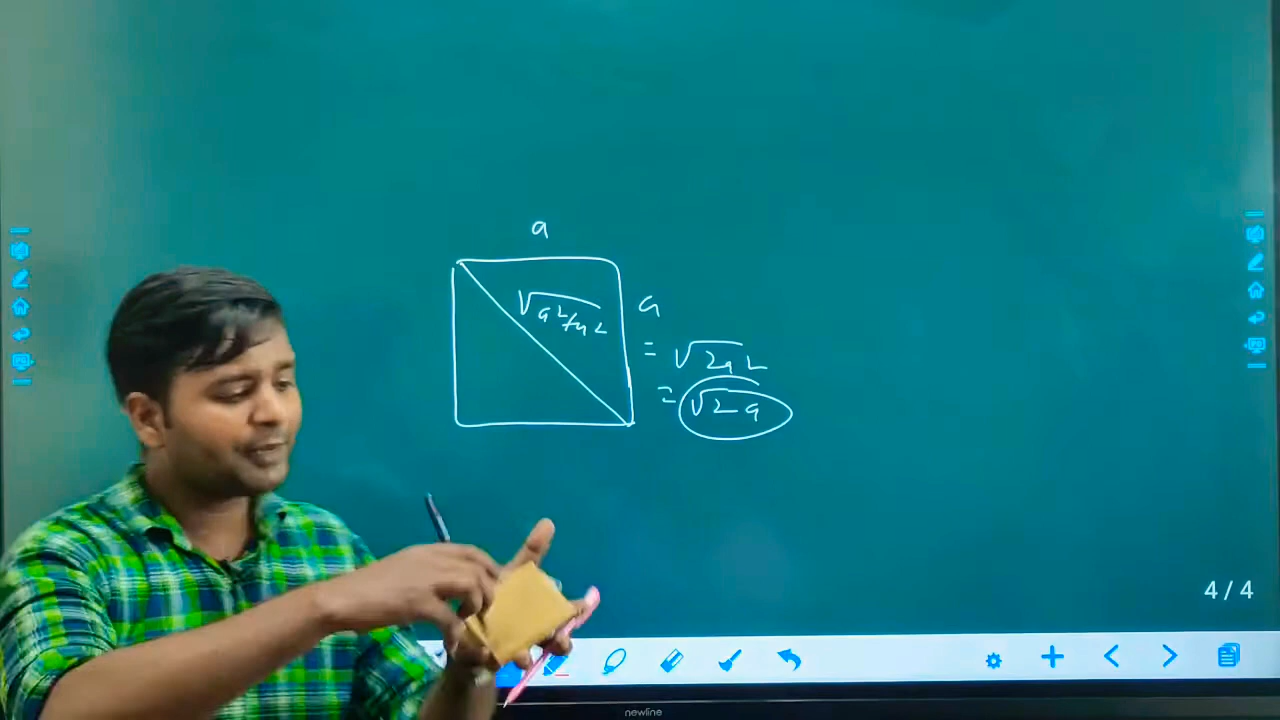 a
√a²+a²
a
= √2a²
= √2 a
4 / 4
newline